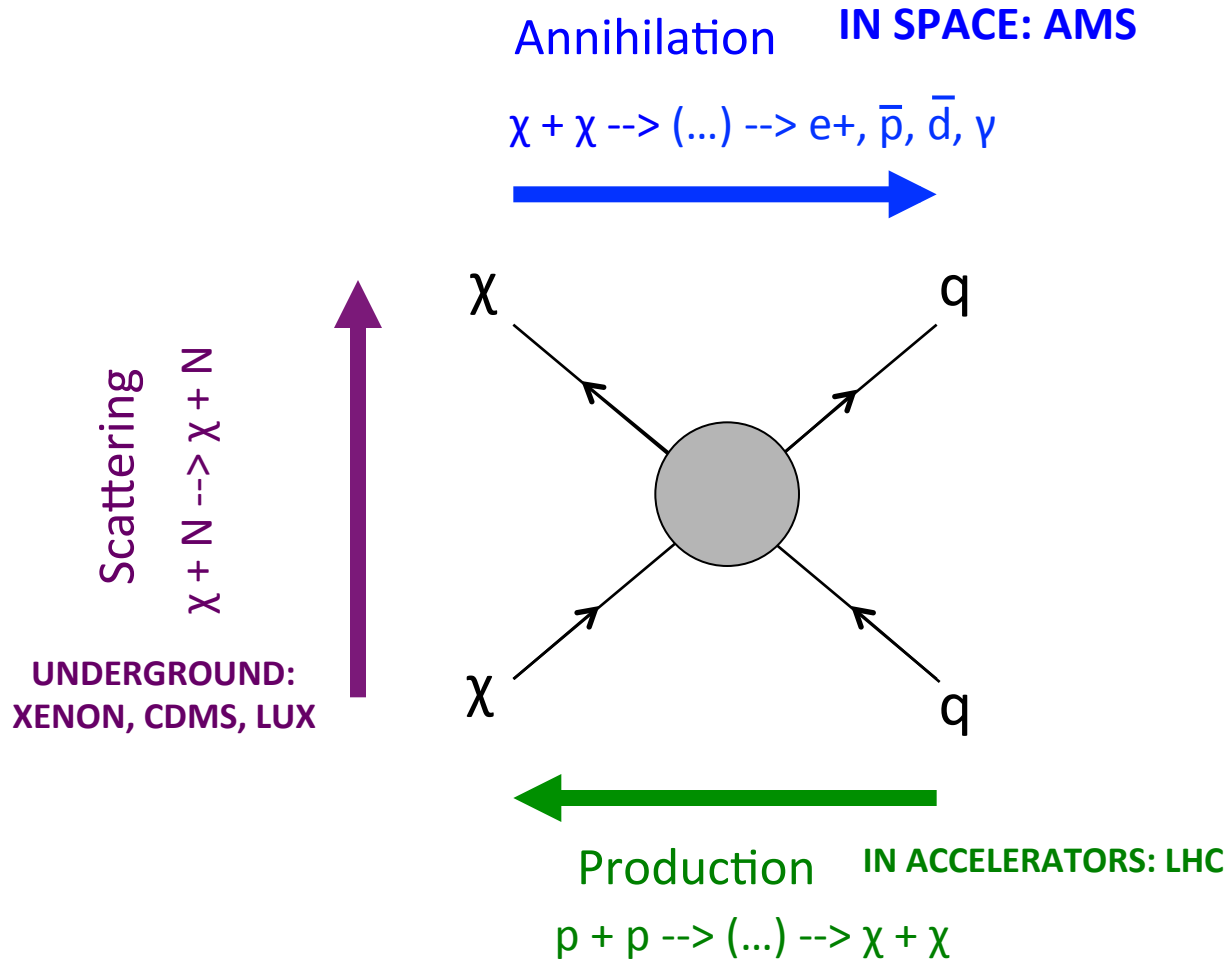 Annihilation
IN SPACE: AMS
χ + χ --> (...) --> e+, p̅, d̅, γ
χ
q
Scattering
χ + N --> χ + N
UNDERGROUND:
XENON, CDMS, LUX
χ
q
Production
IN ACCELERATORS: LHC
p + p --> (...) --> χ + χ